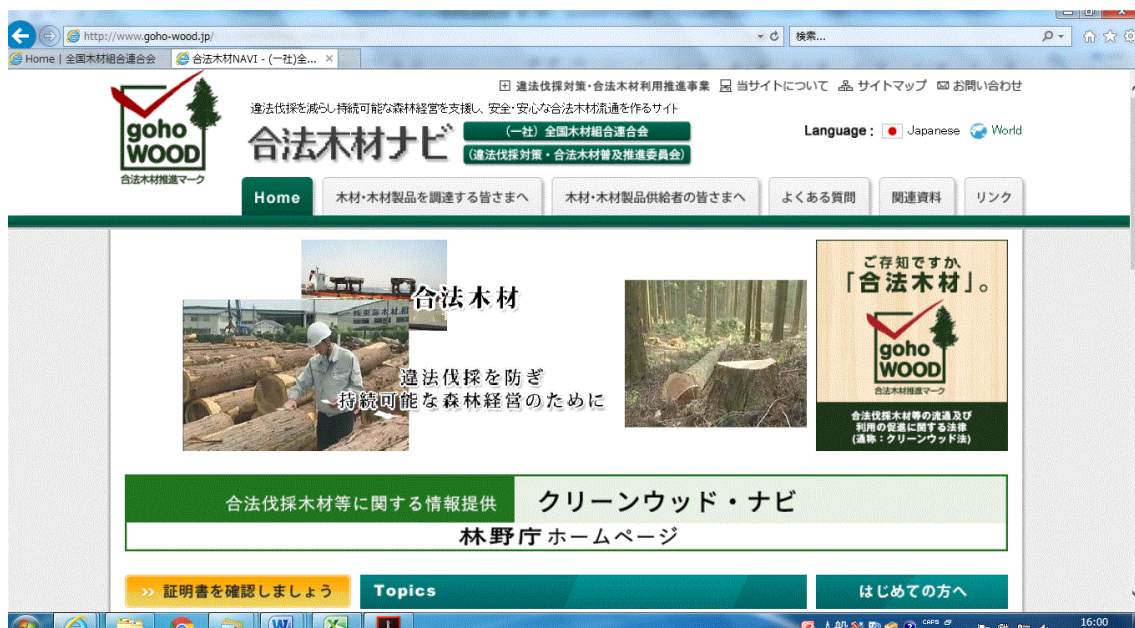 http://www.goho-wood.jp/
検索...
Home | 全国木材組合連合会
合法木材NAVI - (一社)全...
違法伐採対策・合法木材利用推進事業 当サイトについて サイトマップ お問い合わせ
違法伐採を減らし持続可能な森林経営を支援し、安全・安心な合法木材流通を作るサイト
goho
WOOD
合法木材推進マーク
合法木材ナビ
(一社) 全国木材組合連合会
(違法伐採対策・合法木材普及推進委員会)
Language : Japanese World
Home 木材・木材製品を調達する皆さまへ 木材・木材製品供給者の皆さまへ よくある質問 関連資料 リンク
合法木材
違法伐採を防ぎ
持続可能な森林経営のために
ご存知ですか、
「合法木材」。
goho
WOOD
合法木材推進マーク
合法伐採木材等の流通及び
利用の促進に関する法律
(通称：クリーンウッド法)
合法伐採木材等に関する情報提供 クリーンウッド・ナビ
林野庁ホームページ
>> 証明書を確認しましょう
Topics
はじめての方へ
CAPS
16:00